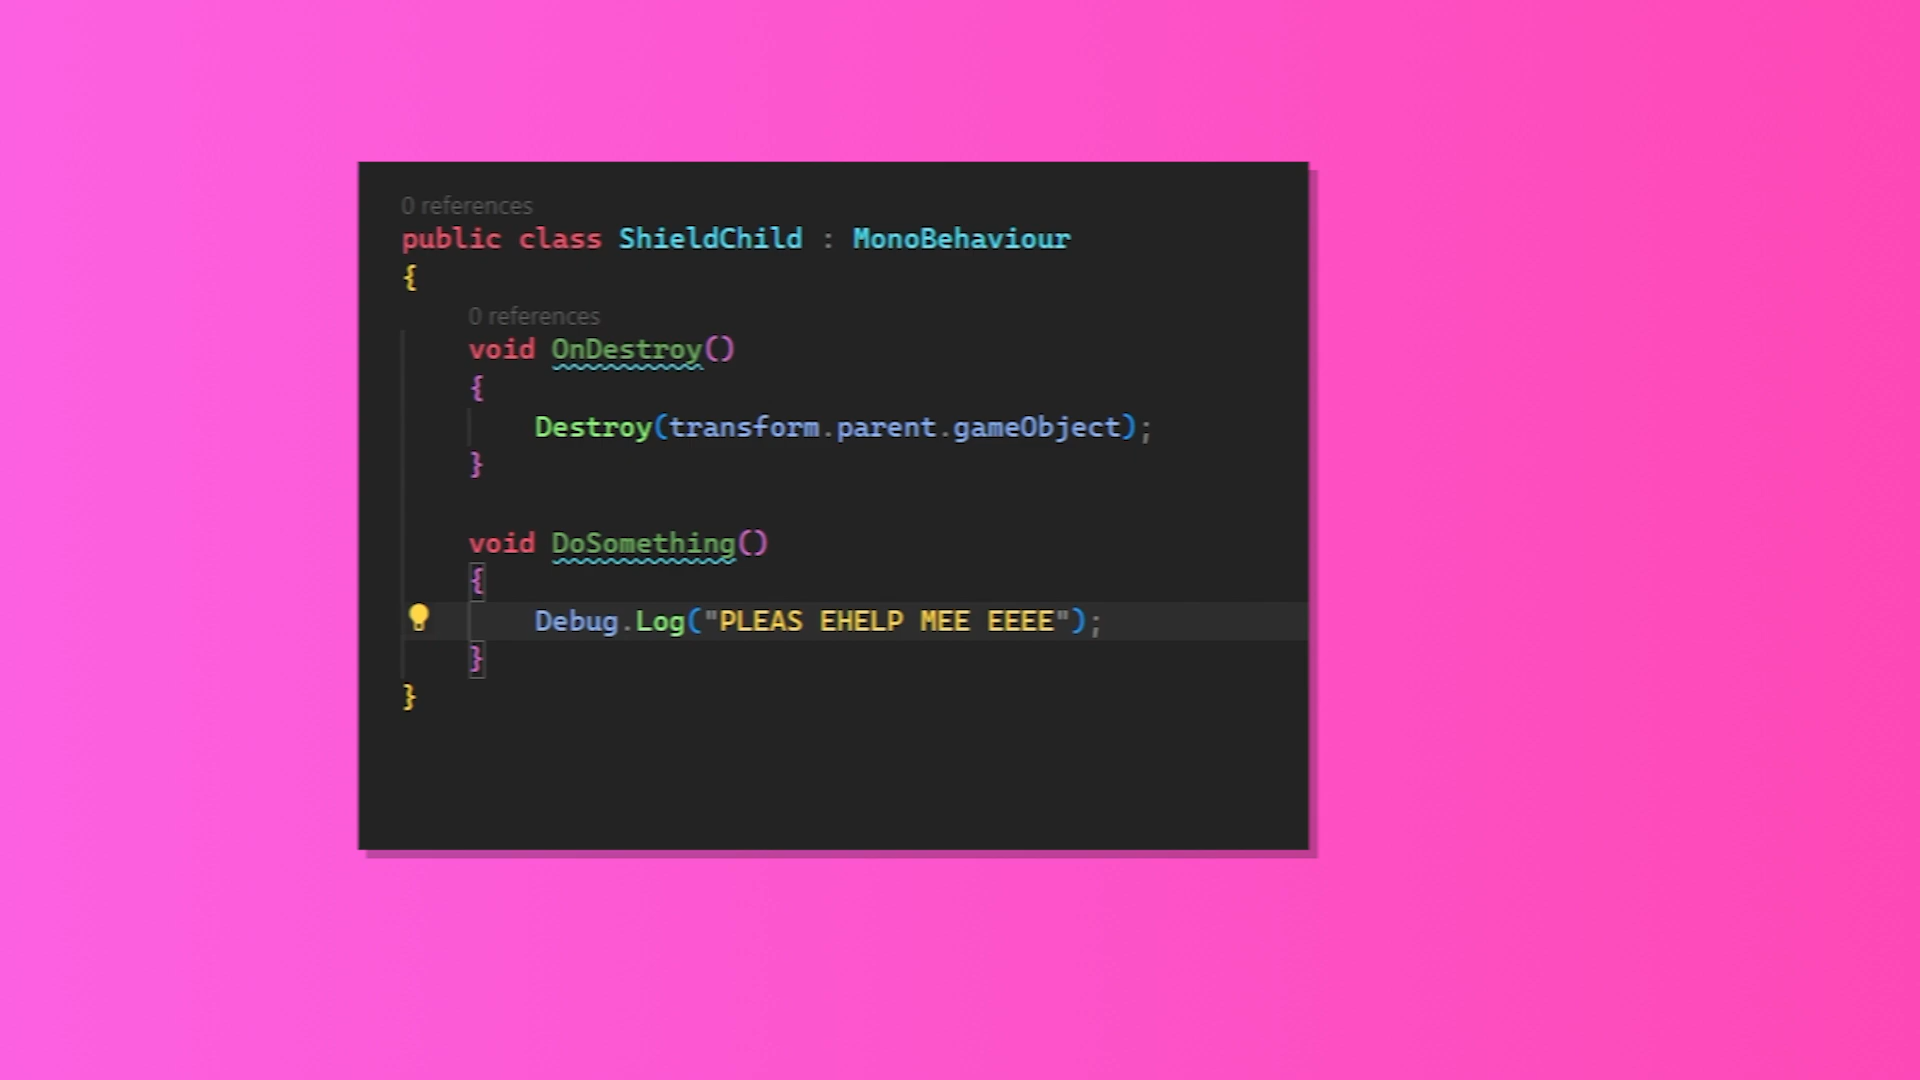 0 references
public class ShieldChild : MonoBehaviour
{
0 references
void OnDestroy()
{
Destroy(transform.parent.gameObject);
}
void DoSomething()
{
Debug.Log("PLEAS EHELP MEE EEEE");
}
}